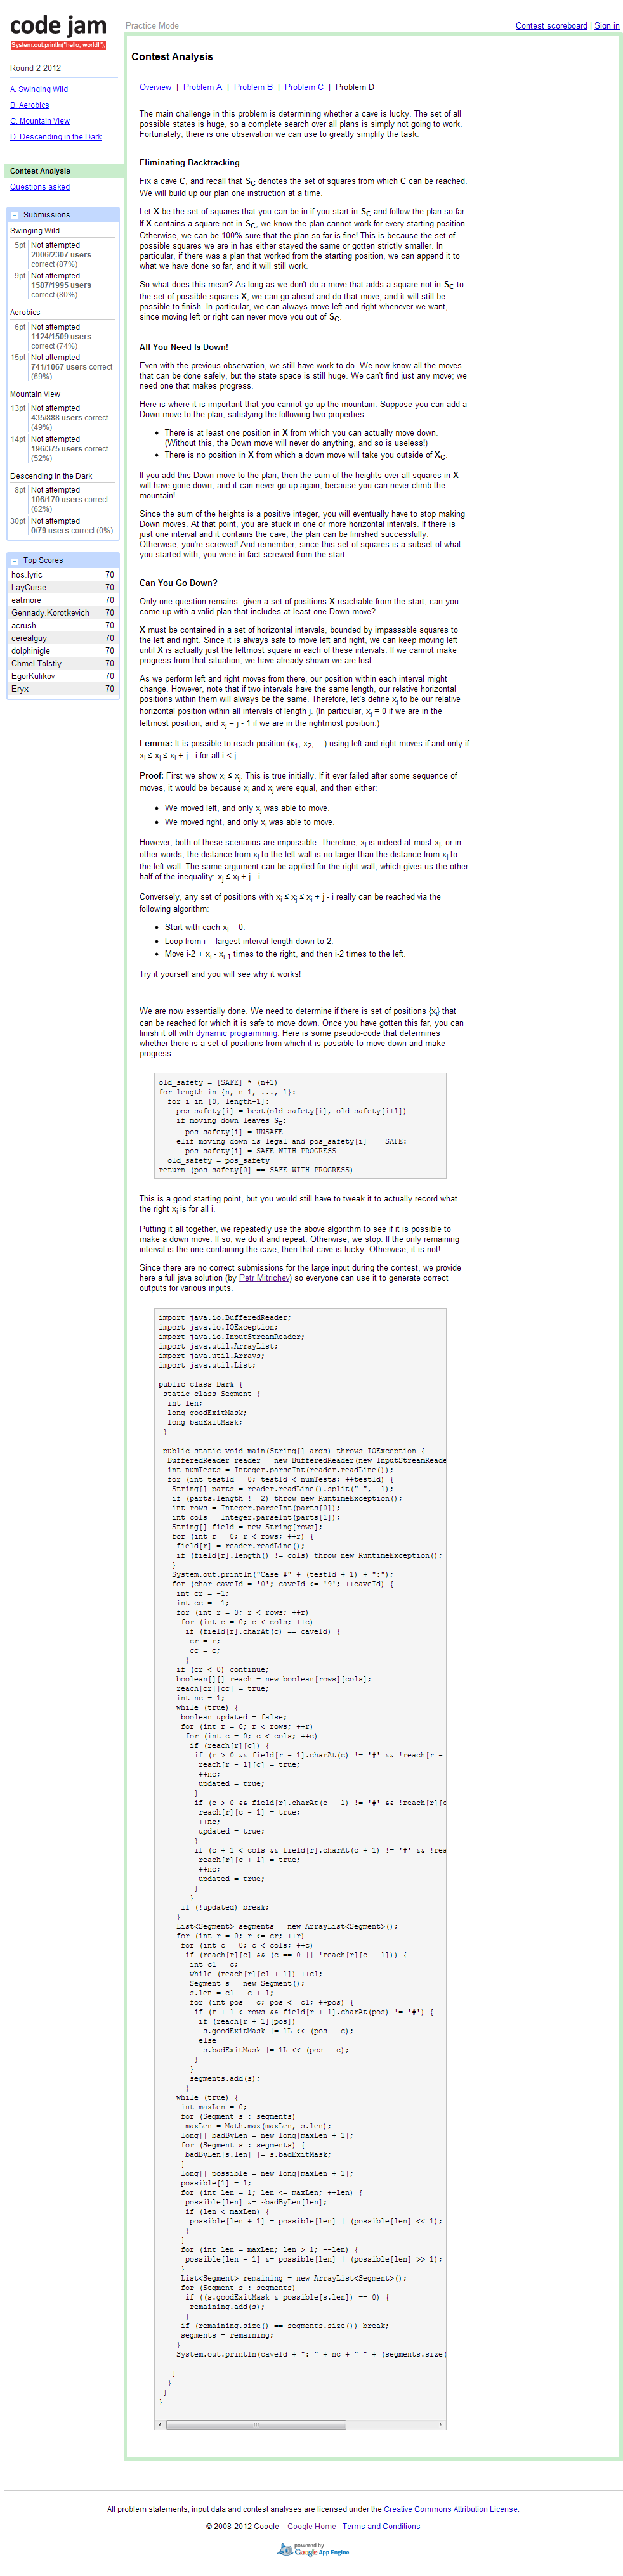 code jam
System.out.println("hello, world!");
Practice Mode
Contest scoreboard | Sign in
Round 2 2012
A. Swinging Wild
B. Aerobics
C. Mountain View
D. Descending in the Dark
Contest Analysis
Questions asked
Submissions
Swinging Wild
5pt Not attempted
2006/2307 users
correct (87%)
9pt Not attempted
1587/1995 users
correct (80%)
Aerobics
6pt Not attempted
1124/1509 users
correct (74%)
15pt Not attempted
741/1067 users correct
(69%)
Mountain View
13pt Not attempted
435/888 users correct
(49%)
14pt Not attempted
196/375 users correct
(52%)
Descending in the Dark
8pt Not attempted
106/170 users correct
(62%)
30pt Not attempted
0/79 users correct (0%)
Top Scores
hos.lyric 70
LayCurse 70
eatmore 70
Gennady.Korotkevich 70
acrush 70
cerealguy 70
dolphinigle 70
Chmel.Tolstiy 70
EgorKulikov 70
Eryx 70
Contest Analysis
Overview | Problem A | Problem B | Problem C | Problem D
The main challenge in this problem is determining whether a cave is lucky. The set of all
possible states is huge, so a complete search over all plans is simply not going to work.
Fortunately, there is one observation we can use to greatly simplify the task.
Eliminating Backtracking
Fix a cave C, and recall that SC denotes the set of squares from which C can be reached.
We will build up our plan one instruction at a time.
Let X be the set of squares that you can be in if you start in SC and follow the plan so far.
If X contains a square not in SC, we know the plan cannot work for every starting position.
Otherwise, we can be 100% sure that the plan so far is fine! This is because the set of
possible squares we are in has either stayed the same or gotten strictly smaller. In
particular, if there was a plan that worked from the starting position, we can append it to
what we have done so far, and it will still work.
So what does this mean? As long as we don't do a move that adds a square not in SC to
the set of possible squares X, we can go ahead and do that move, and it will still be
possible to finish. In particular, we can always move left and right whenever we want,
since moving left or right can never move you out of SC.
All You Need Is Down!
Even with the previous observation, we still have work to do. We now know all the moves
that can be done safely, but the state space is still huge. We can't find just any move; we
need one that makes progress.
Here is where it is important that you cannot go up the mountain. Suppose you can add a
Down move to the plan, satisfying the following two properties:
• There is at least one position in X from which you can actually move down.
(Without this, the Down move will never do anything, and so is useless!)
• There is no position in X from which a down move will take you outside of XC.
If you add this Down move to the plan, then the sum of the heights over all squares in X
will have gone down, and it can never go up again, because you can never climb the
mountain!
Since the sum of the heights is a positive integer, you will eventually have to stop making
Down moves. At that point, you are stuck in one or more horizontal intervals. If there is
just one interval and it contains the cave, the plan can be finished successfully.
Otherwise, you're screwed! And remember, since this set of squares is a subset of what
you started with, you were in fact screwed from the start.
Can You Go Down?
Only one question remains: given a set of positions X reachable from the start, can you
come up with a valid plan that includes at least one Down move?
X must be contained in a set of horizontal intervals, bounded by impassable squares to
the left and right. Since it is always safe to move left and right, we can keep moving left
until X is actually just the leftmost square in each of these intervals. If we cannot make
progress from that situation, we have already shown we are lost.
As we perform left and right moves from there, our position within each interval might
change. However, note that if two intervals have the same length, our relative horizontal
positions within them will always be the same. Therefore, let's define xj to be our relative
horizontal position within all intervals of length j. (In particular, xj = 0 if we are in the
leftmost position, and xj = j - 1 if we are in the rightmost position.)
Lemma: It is possible to reach position (x1, x2, ...) using left and right moves if and only if
xi ≤ xj ≤ xi + j - i for all i < j.
Proof: First we show xi ≤ xj. This is true initially. If it ever failed after some sequence of
moves, it would be because xi and xj were equal, and then either:
• We moved left, and only xj was able to move.
• We moved right, and only xi was able to move.
However, both of these scenarios are impossible. Therefore, xi is indeed at most xj, or in
other words, the distance from xi to the left wall is no larger than the distance from xj to
the left wall. The same argument can be applied for the right wall, which gives us the other
half of the inequality: xj ≤ xi + j - i.
Conversely, any set of positions with xi ≤ xj ≤ xi + j - i really can be reached via the
following algorithm:
• Start with each xi = 0.
• Loop from i = largest interval length down to 2.
• Move i-2 + xi - xi-1 times to the right, and then i-2 times to the left.
Try it yourself and you will see why it works!
We are now essentially done. We need to determine if there is set of positions {xi} that
can be reached for which it is safe to move down. Once you have gotten this far, you can
finish it off with dynamic programming. Here is some pseudo-code that determines
whether there is a set of positions from which it is possible to move down and make
progress:
old_safety = [SAFE] * (n+1)
for length in {n, n-1, ..., 1}:
for i in [0, length-1]:
pos_safety[i] = best(old_safety[i], old_safety[i+1])
if moving down leaves SC:
pos_safety[i] = UNSAFE
elif moving down is legal and pos_safety[i] == SAFE:
pos_safety[i] = SAFE_WITH_PROGRESS
old_safety = pos_safety
return (pos_safety[0] == SAFE_WITH_PROGRESS)
This is a good starting point, but you would still have to tweak it to actually record what
the right xi is for all i.
Putting it all together, we repeatedly use the above algorithm to see if it is possible to
make a down move. If so, we do it and repeat. Otherwise, we stop. If the only remaining
interval is the one containing the cave, then that cave is lucky. Otherwise, it is not!
Since there are no correct submissions for the large input during the contest, we provide
here a full java solution (by Petr Mitrichev) so everyone can use it to generate correct
outputs for various inputs.
import java.io.BufferedReader;
import java.io.IOException;
import java.io.InputStreamReader;
import java.util.ArrayList;
import java.util.Arrays;
import java.util.List;
public class Dark {
static class Segment {
int len;
long goodExitMask;
long badExitMask;
}
public static void main(String[] args) throws IOException {
BufferedReader reader = new BufferedReader(new InputStreamReade
int numTests = Integer.parseInt(reader.readLine());
for (int testId = 0; testId < numTests; ++testId) {
String[] parts = reader.readLine().split(" ", -1);
if (parts.length != 2) throw new RuntimeException();
int rows = Integer.parseInt(parts[0]);
int cols = Integer.parseInt(parts[1]);
String[] field = new String[rows];
for (int r = 0; r < rows; ++r) {
field[r] = reader.readLine();
if (field[r].length() != cols) throw new RuntimeException();
}
System.out.println("Case #" + (testId + 1) + ":");
for (char caveId = '0'; caveId <= '9'; ++caveId) {
int cr = -1;
int cc = -1;
for (int r = 0; r < rows; ++r)
for (int c = 0; c < cols; ++c)
if (field[r].charAt(c) == caveId) {
cr = r;
cc = c;
}
if (cr < 0) continue;
boolean[][] reach = new boolean[rows][cols];
reach[cr][cc] = true;
int nc = 1;
while (true) {
boolean updated = false;
for (int r = 0; r < rows; ++r)
for (int c = 0; c < cols; ++c)
if (reach[r][c]) {
if (r > 0 && field[r - 1].charAt(c) != '#' && !reach[r -
reach[r - 1][c] = true;
++nc;
updated = true;
}
if (c > 0 && field[r].charAt(c - 1) != '#' && !reach[r][c
reach[r][c - 1] = true;
++nc;
updated = true;
}
if (c + 1 < cols && field[r].charAt(c + 1) != '#' && !rea
reach[r][c + 1] = true;
++nc;
updated = true;
}
}
if (!updated) break;
}
List<Segment> segments = new ArrayList<Segment>();
for (int r = 0; r <= cr; ++r)
for (int c = 0; c < cols; ++c)
if (reach[r][c] && (c == 0 || !reach[r][c - 1])) {
int c1 = c;
while (reach[r][c1 + 1]) ++c1;
Segment s = new Segment();
s.len = c1 - c + 1;
for (int pos = c; pos <= c1; ++pos) {
if (r + 1 < rows && field[r + 1].charAt(pos) != '#') {
if (reach[r + 1][pos])
s.goodExitMask |= 1L << (pos - c);
else
s.badExitMask |= 1L << (pos - c);
}
}
segments.add(s);
}
while (true) {
int maxLen = 0;
for (Segment s : segments)
maxLen = Math.max(maxLen, s.len);
long[] badByLen = new long[maxLen + 1];
for (Segment s : segments) {
badByLen[s.len] |= s.badExitMask;
}
long[] possible = new long[maxLen + 1];
possible[1] = 1;
for (int len = 1; len <= maxLen; ++len) {
possible[len] &= ~badByLen[len];
if (len < maxLen) {
possible[len + 1] = possible[len] | (possible[len] << 1);
}
}
for (int len = maxLen; len > 1; --len) {
possible[len - 1] &= possible[len] | (possible[len] >> 1);
}
List<Segment> remaining = new ArrayList<Segment>();
for (Segment s : segments)
if ((s.goodExitMask & possible[s.len]) == 0) {
remaining.add(s);
}
if (remaining.size() == segments.size()) break;
segments = remaining;
}
System.out.println(caveId + ": " + nc + " " + (segments.size(
}
}
}
}
All problem statements, input data and contest analyses are licensed under the Creative Commons Attribution License.
© 2008-2012 Google Google Home - Terms and Conditions
powered by
Google App Engine